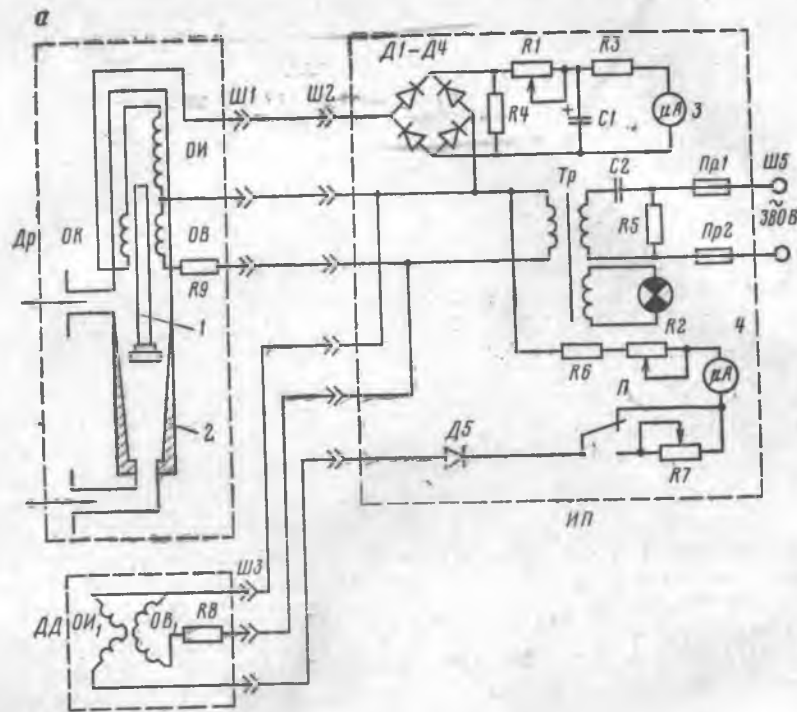 а
Д1-Д4
R1
R3
Ш1
Ш2
R4
C1
μA
3
ОИ
Др
ОК
ОВ
R9
Тр
C2
Пр1
Ш5
R5
~
380В
Пр2
1
R6
R2
4
μA
2
П
Д5
R7
ИП
Ш3
ДД
ОИ1
ОВ1
R8